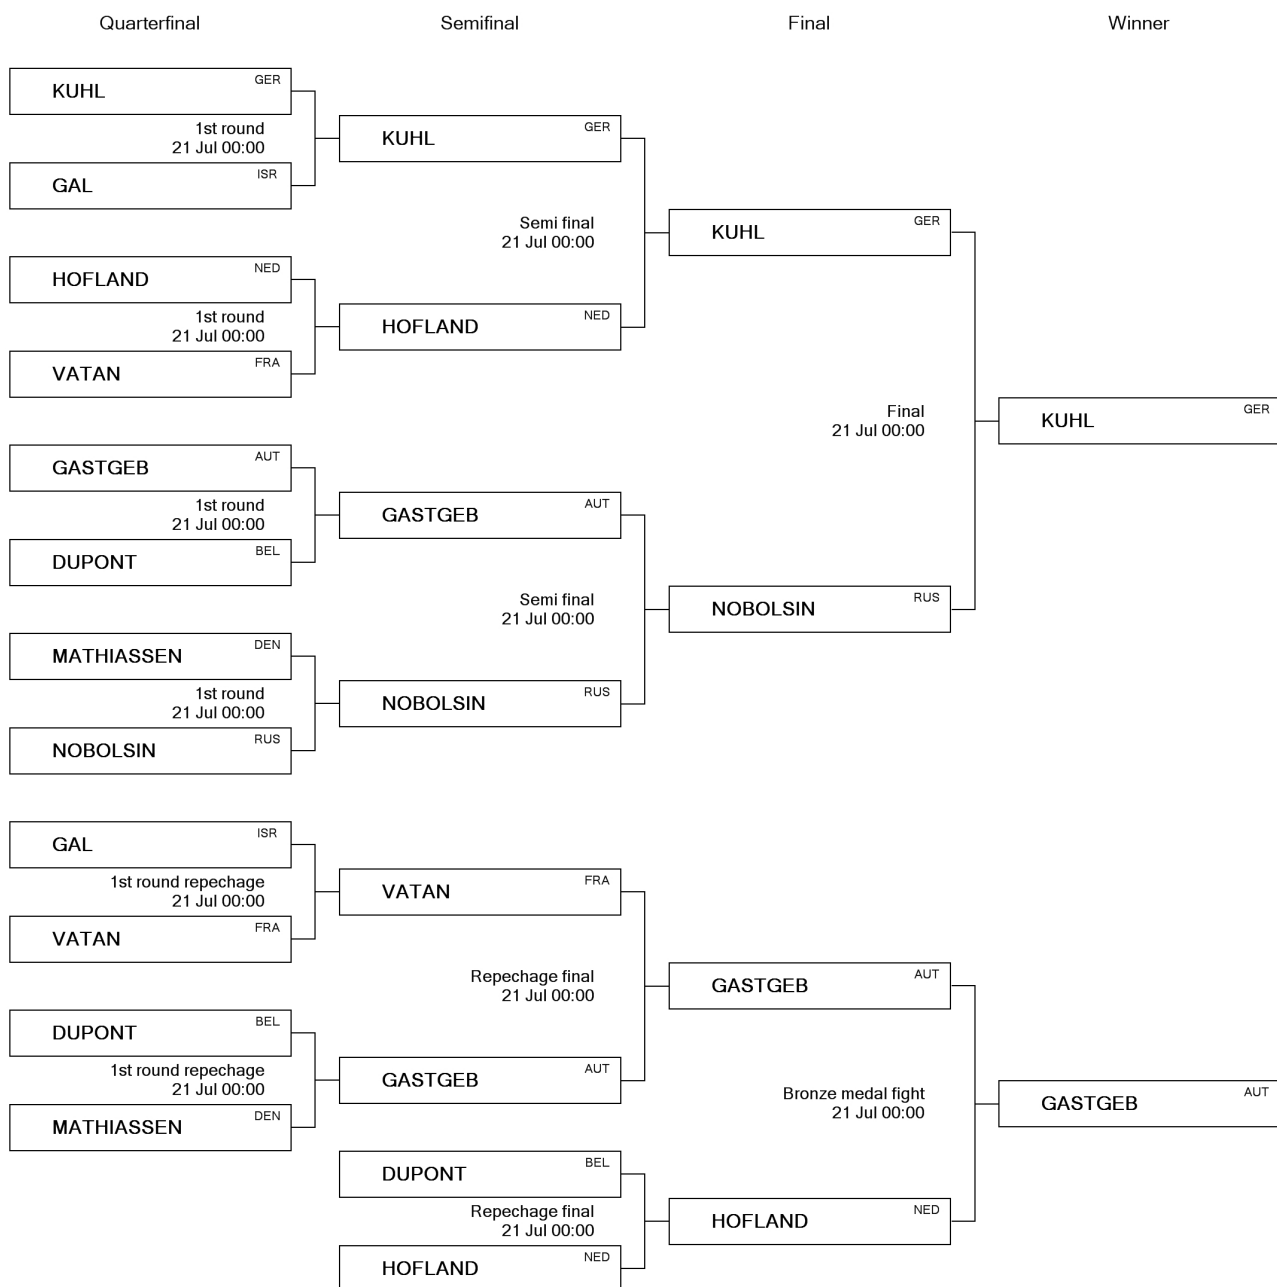 Quarterfinal Semifinal Final Winner
KUHL GER
1st round
21 Jul 00:00
GAL ISR
KUHL GER
Semi final
21 Jul 00:00
HOFLAND NED
1st round
21 Jul 00:00
VATAN FRA
HOFLAND NED
KUHL GER
Final
21 Jul 00:00
KUHL GER
GASTGEB AUT
1st round
21 Jul 00:00
DUPONT BEL
GASTGEB AUT
Semi final
21 Jul 00:00
NOBOLSIN RUS
MATHIASSEN DEN
1st round
21 Jul 00:00
NOBOLSIN RUS
NOBOLSIN RUS
GAL ISR
1st round repechage
21 Jul 00:00
VATAN FRA
VATAN FRA
Repechage final
21 Jul 00:00
GASTGEB AUT
DUPONT BEL
1st round repechage
21 Jul 00:00
MATHIASSEN DEN
GASTGEB AUT
Bronze medal fight
21 Jul 00:00
GASTGEB AUT
DUPONT BEL
Repechage final
21 Jul 00:00
HOFLAND NED
HOFLAND NED